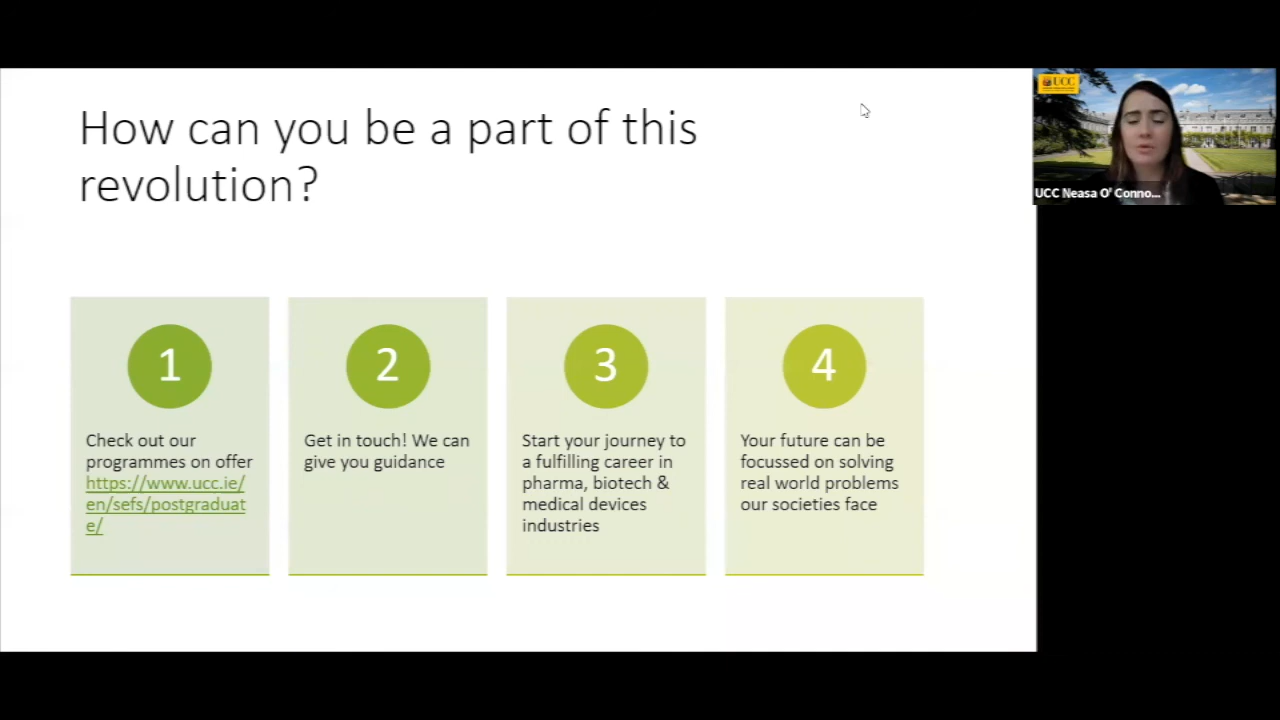 How can you be a part of this
revolution?
UCC
UCC Neasa O' Conno...
1
Check out our
programmes on offer
https://www.ucc.ie/
en/sefs/postgraduat
e/
2
Get in touch! We can
give you guidance
3
Start your journey to
a fulfilling career in
pharma, biotech &
medical devices
industries
4
Your future can be
focussed on solving
real world problems
our societies face